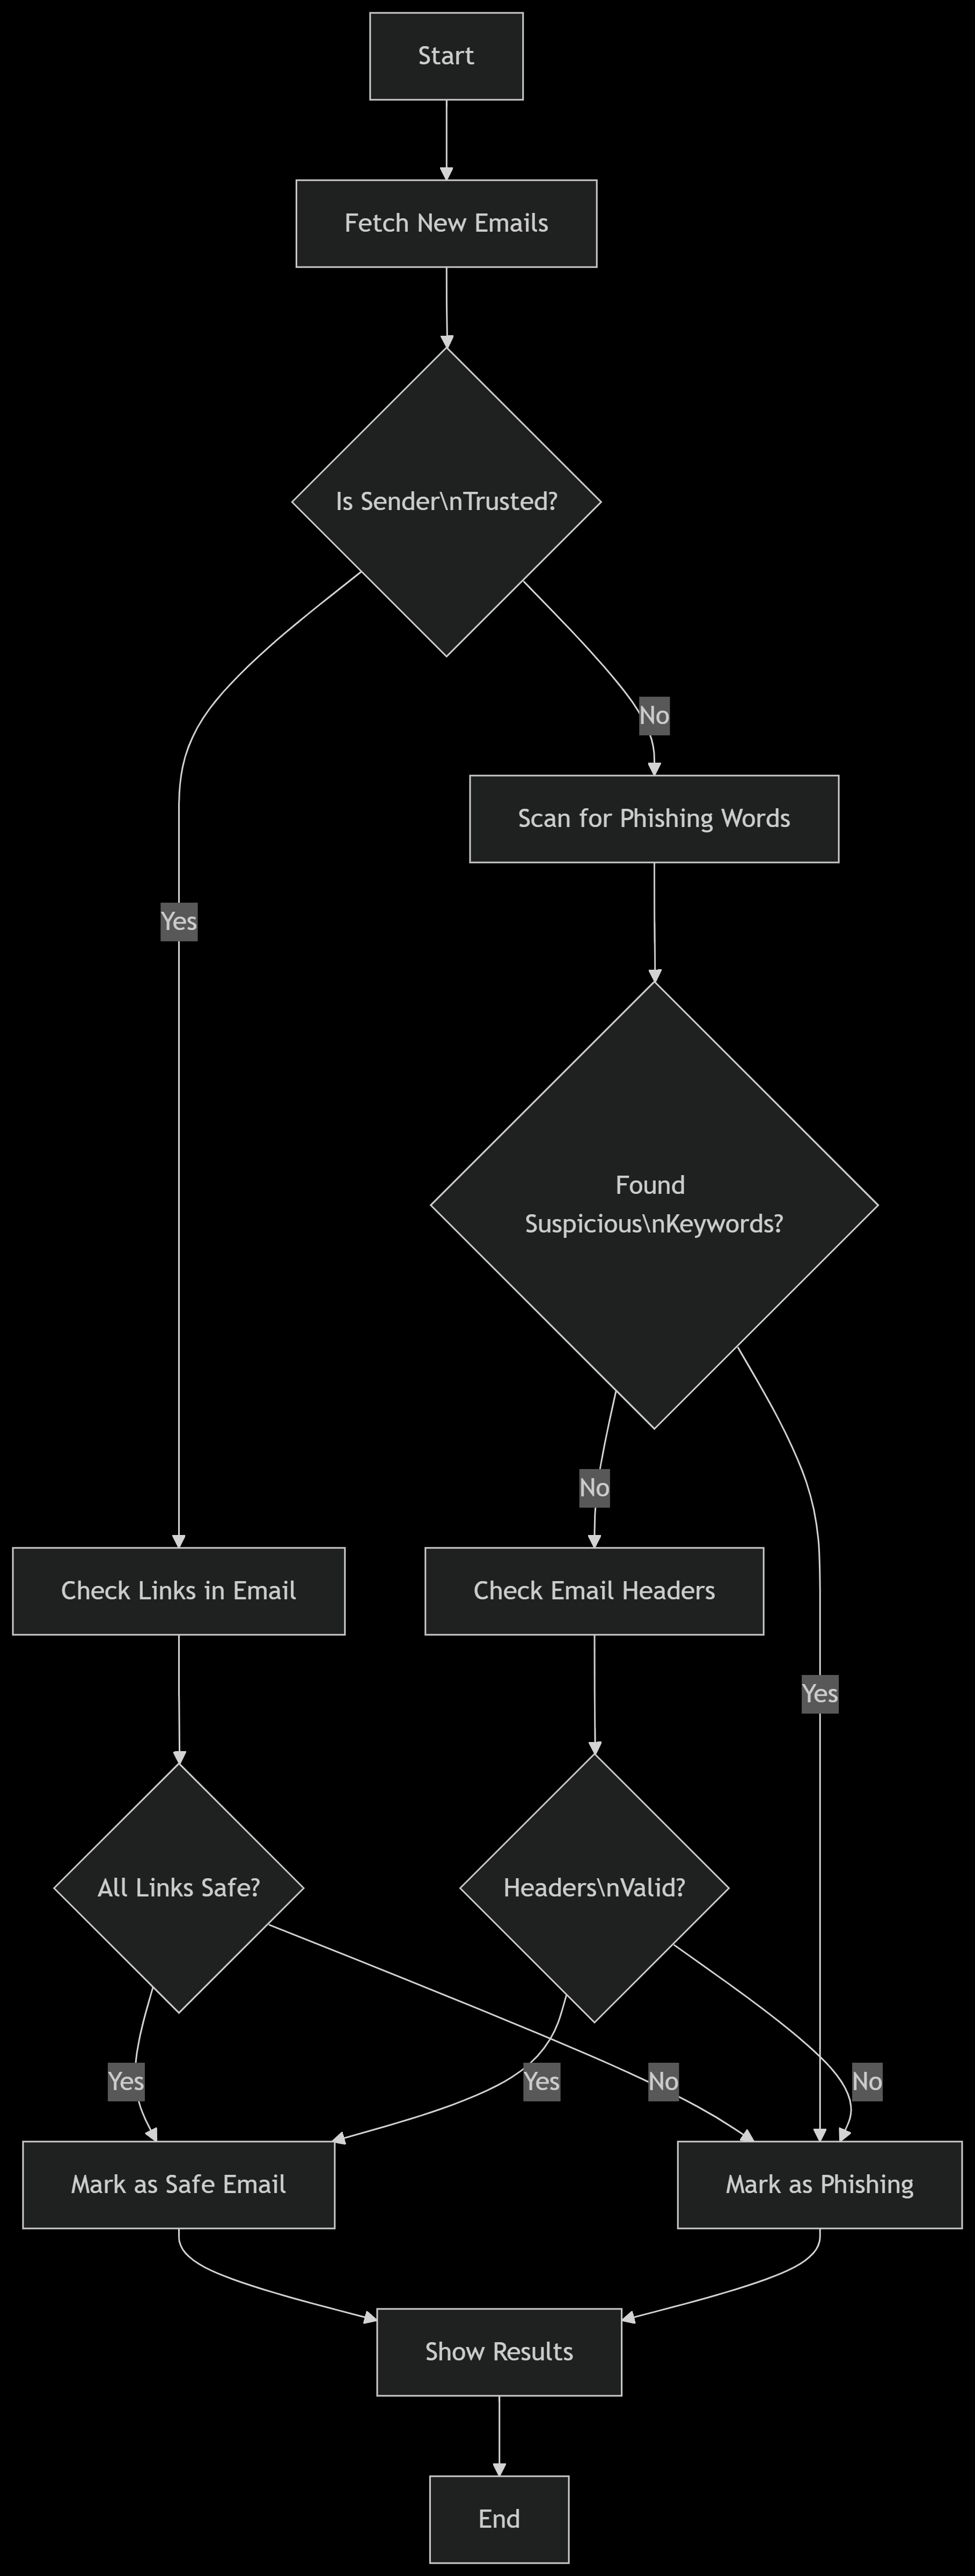 Start
Fetch New Emails
Is Sender\nTrusted?
No
Scan for Phishing Words
Yes
Found
Suspicious\nKeywords?
No
Check Links in Email
Check Email Headers
Yes
All Links Safe?
Headers\nValid?
Yes
Yes
No
No
Mark as Safe Email
Mark as Phishing
Show Results
End